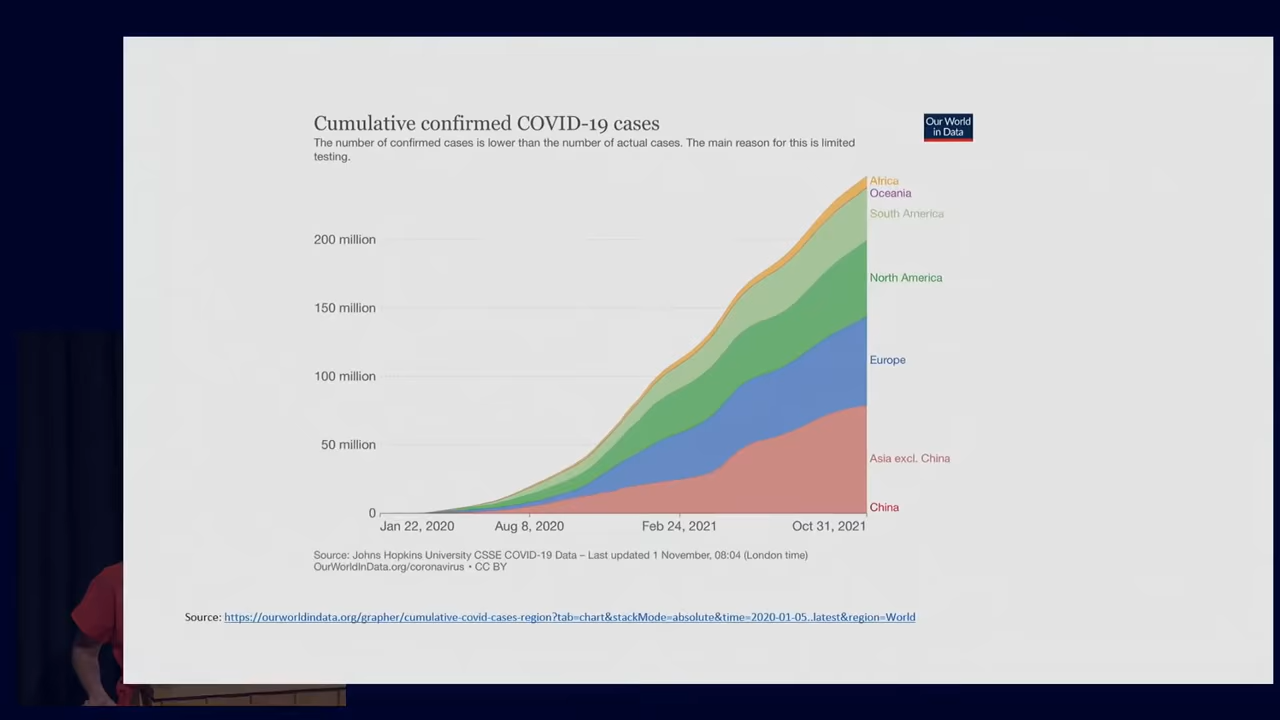 Cumulative confirmed COVID-19 cases
Our World
in Data
The number of confirmed cases is lower than the number of actual cases. The main reason for this is limited
testing.
Africa
Oceania
South America
200 million
North America
150 million
Europe
100 million
50 million
Asia excl. China
China
0
Jan 22, 2020 Aug 8, 2020 Feb 24, 2021 Oct 31, 2021
Source: Johns Hopkins University CSSE COVID-19 Data – Last updated 1 November, 08:04 (London time)
OurWorldInData.org/coronavirus • CC BY
Source: https://ourworldindata.org/grapher/cumulative-covid-cases-region?tab=chart&stackMode=absolute&time=2020-01-05..latest&region=World